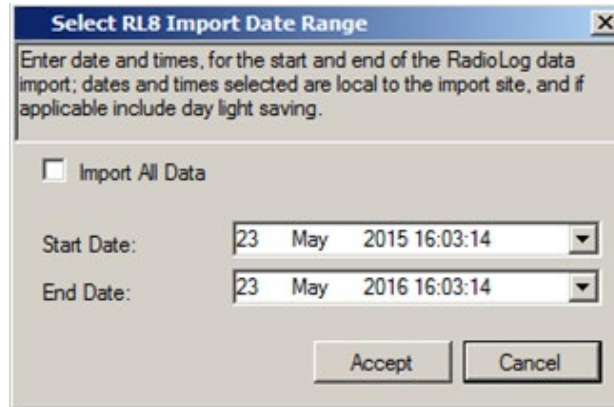 Select RL8 Import Date Range
Enter date and times, for the start and end of the RadioLog data
import; dates and times selected are local to the import site, and if
applicable include day light saving.
Import All Data
Start Date: 23 May 2015 16:03:14
End Date: 23 May 2016 16:03:14
Accept Cancel